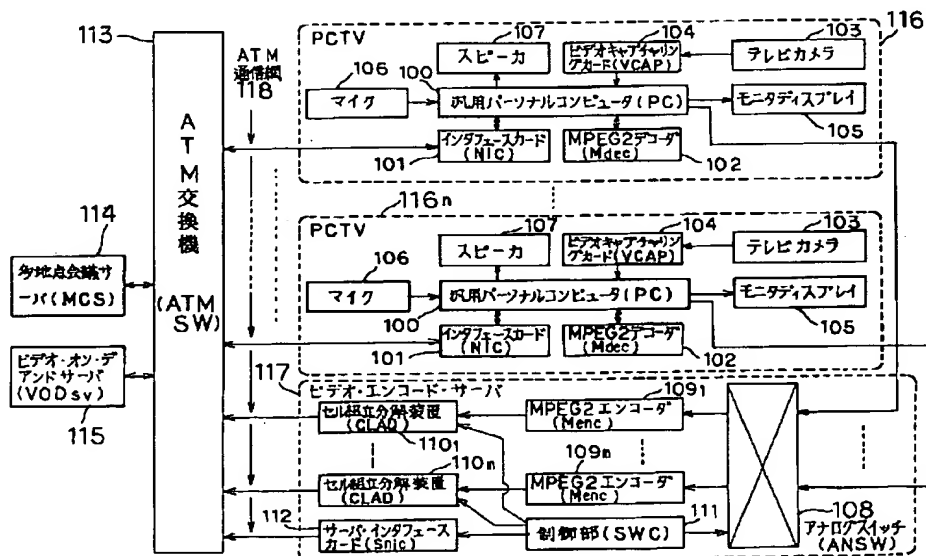 113
ATM
通信網
118
ATM交換機
(ATM
SW)
114
多地点会議サ
ーバ(MCS)
ビデオ・オン・デ
アンドサーバ
(VODsv)
115
PCTV
116
107
スピーカ
104
ビデオキャプチャリン
グカード(VCAP)
103
テレビカメラ
106
マイク
100
汎用パーソナルコンピュータ(PC)
モニタディスプレイ
105
インタフェースカード
(NIC)
101
MPEG2デコーダ
(Mdec)
102
116n
PCTV
107
スピーカ
104
ビデオキャプチャリン
グカード(VCAP)
103
テレビカメラ
106
マイク
汎用パーソナルコンピュータ(PC)
100
モニタディスプレイ
105
インタフェースカード
(NIC)
101
MPEG2デコーダ
(Mdec)
102
117
ビデオ・エンコード・サーバ
セル組立分解装置
(CLAD)
110₁
109₁
MPEG2エンコーダ
(Menc)
110m
セル組立分解装置
(CLAD)
109m
MPEG2エンコーダ
(Menc)
112
サーバ・インタフェース
カード(Snic)
制御部(SWC)
111
108
アナログスイッチ
(ANSW)